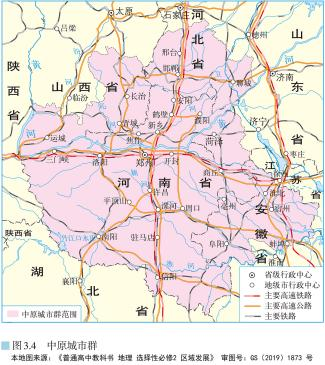 太原
石家庄
河
北
省
德州
山
东
省
吕梁
邢台
济南
陕
西
省
山
西
省
邯郸
聊城
临汾
长治
安阳
鹤壁
濮阳
济宁
运城
晋城
新乡
焦作
菏泽
枣庄
三门峡
洛阳
郑州
开封
商丘
江
苏
省
徐州
淮北
宿州
河
南
省
许昌
平顶山
漯河
周口
亳州
安
徽
省
陕西省
南阳
驻马店
阜阳
蚌埠
淮南
信阳
襄阳
湖
北
省
中原城市群范围
省级行政中心
地级市行政中心
主要高速铁路
主要高速公路
主要铁路
图3.4 中原城市群
本地图来源：《普通高中教科书 地理 选择性必修2 区域发展》 审图号：GS（2019）1873 号